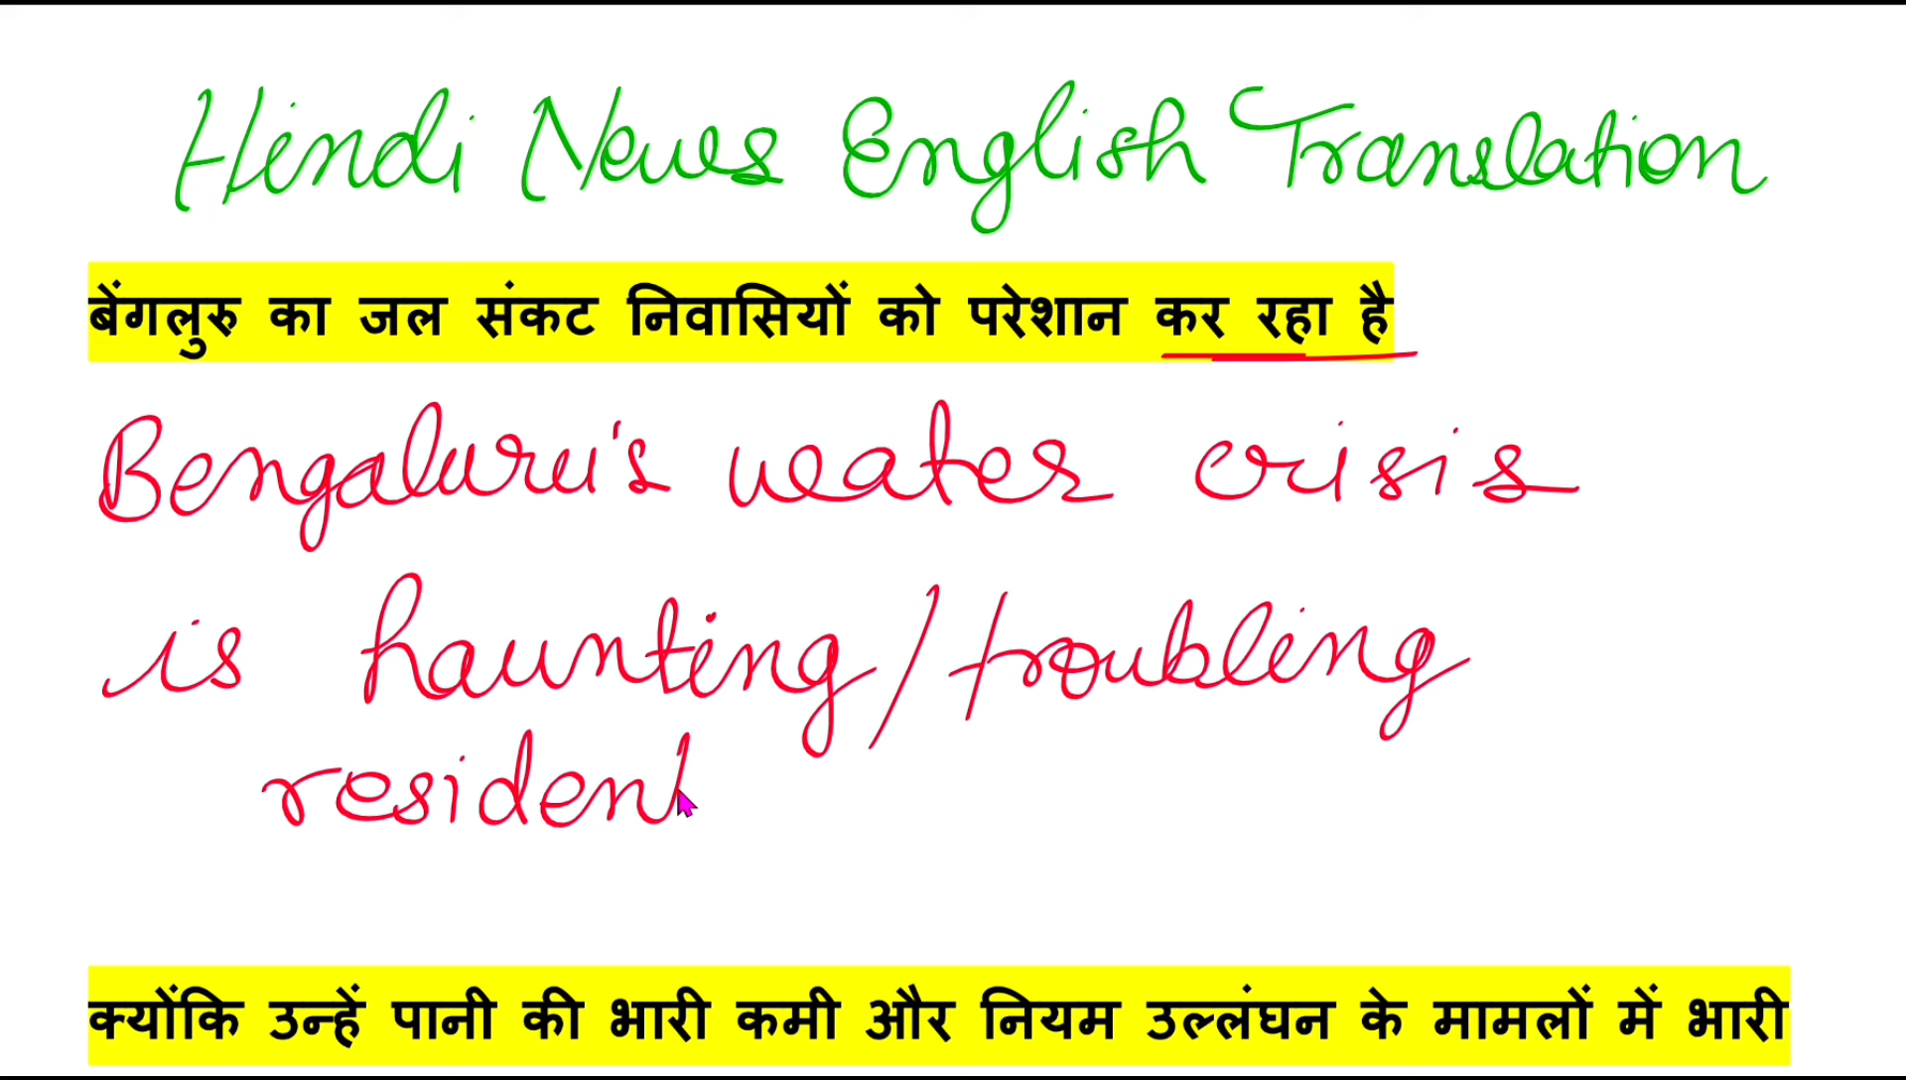 Hindi News English Translation
बेंगलुरु का जल संकट निवासियों को परेशान कर रहा है
Bengaluru's water crisis
is haunting/troubling
resident
क्योंकि उन्हें पानी की भारी कमी और नियम उल्लंघन के मामलों में भारी